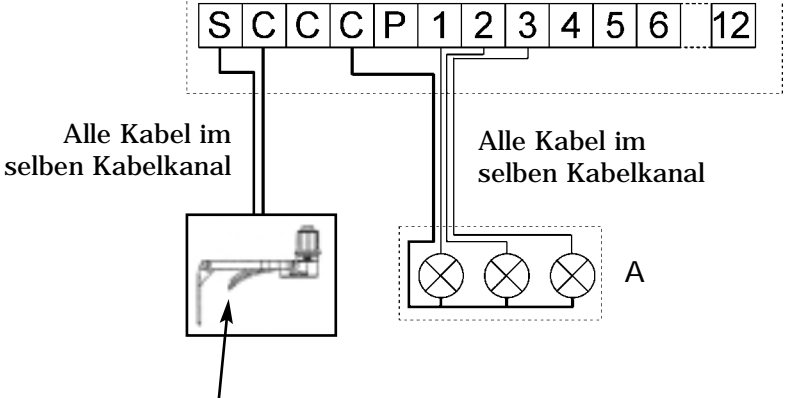 S C C C P 1 2 3 4 5 6 12
Alle Kabel im
selben Kabelkanal
Alle Kabel im
selben Kabelkanal
A